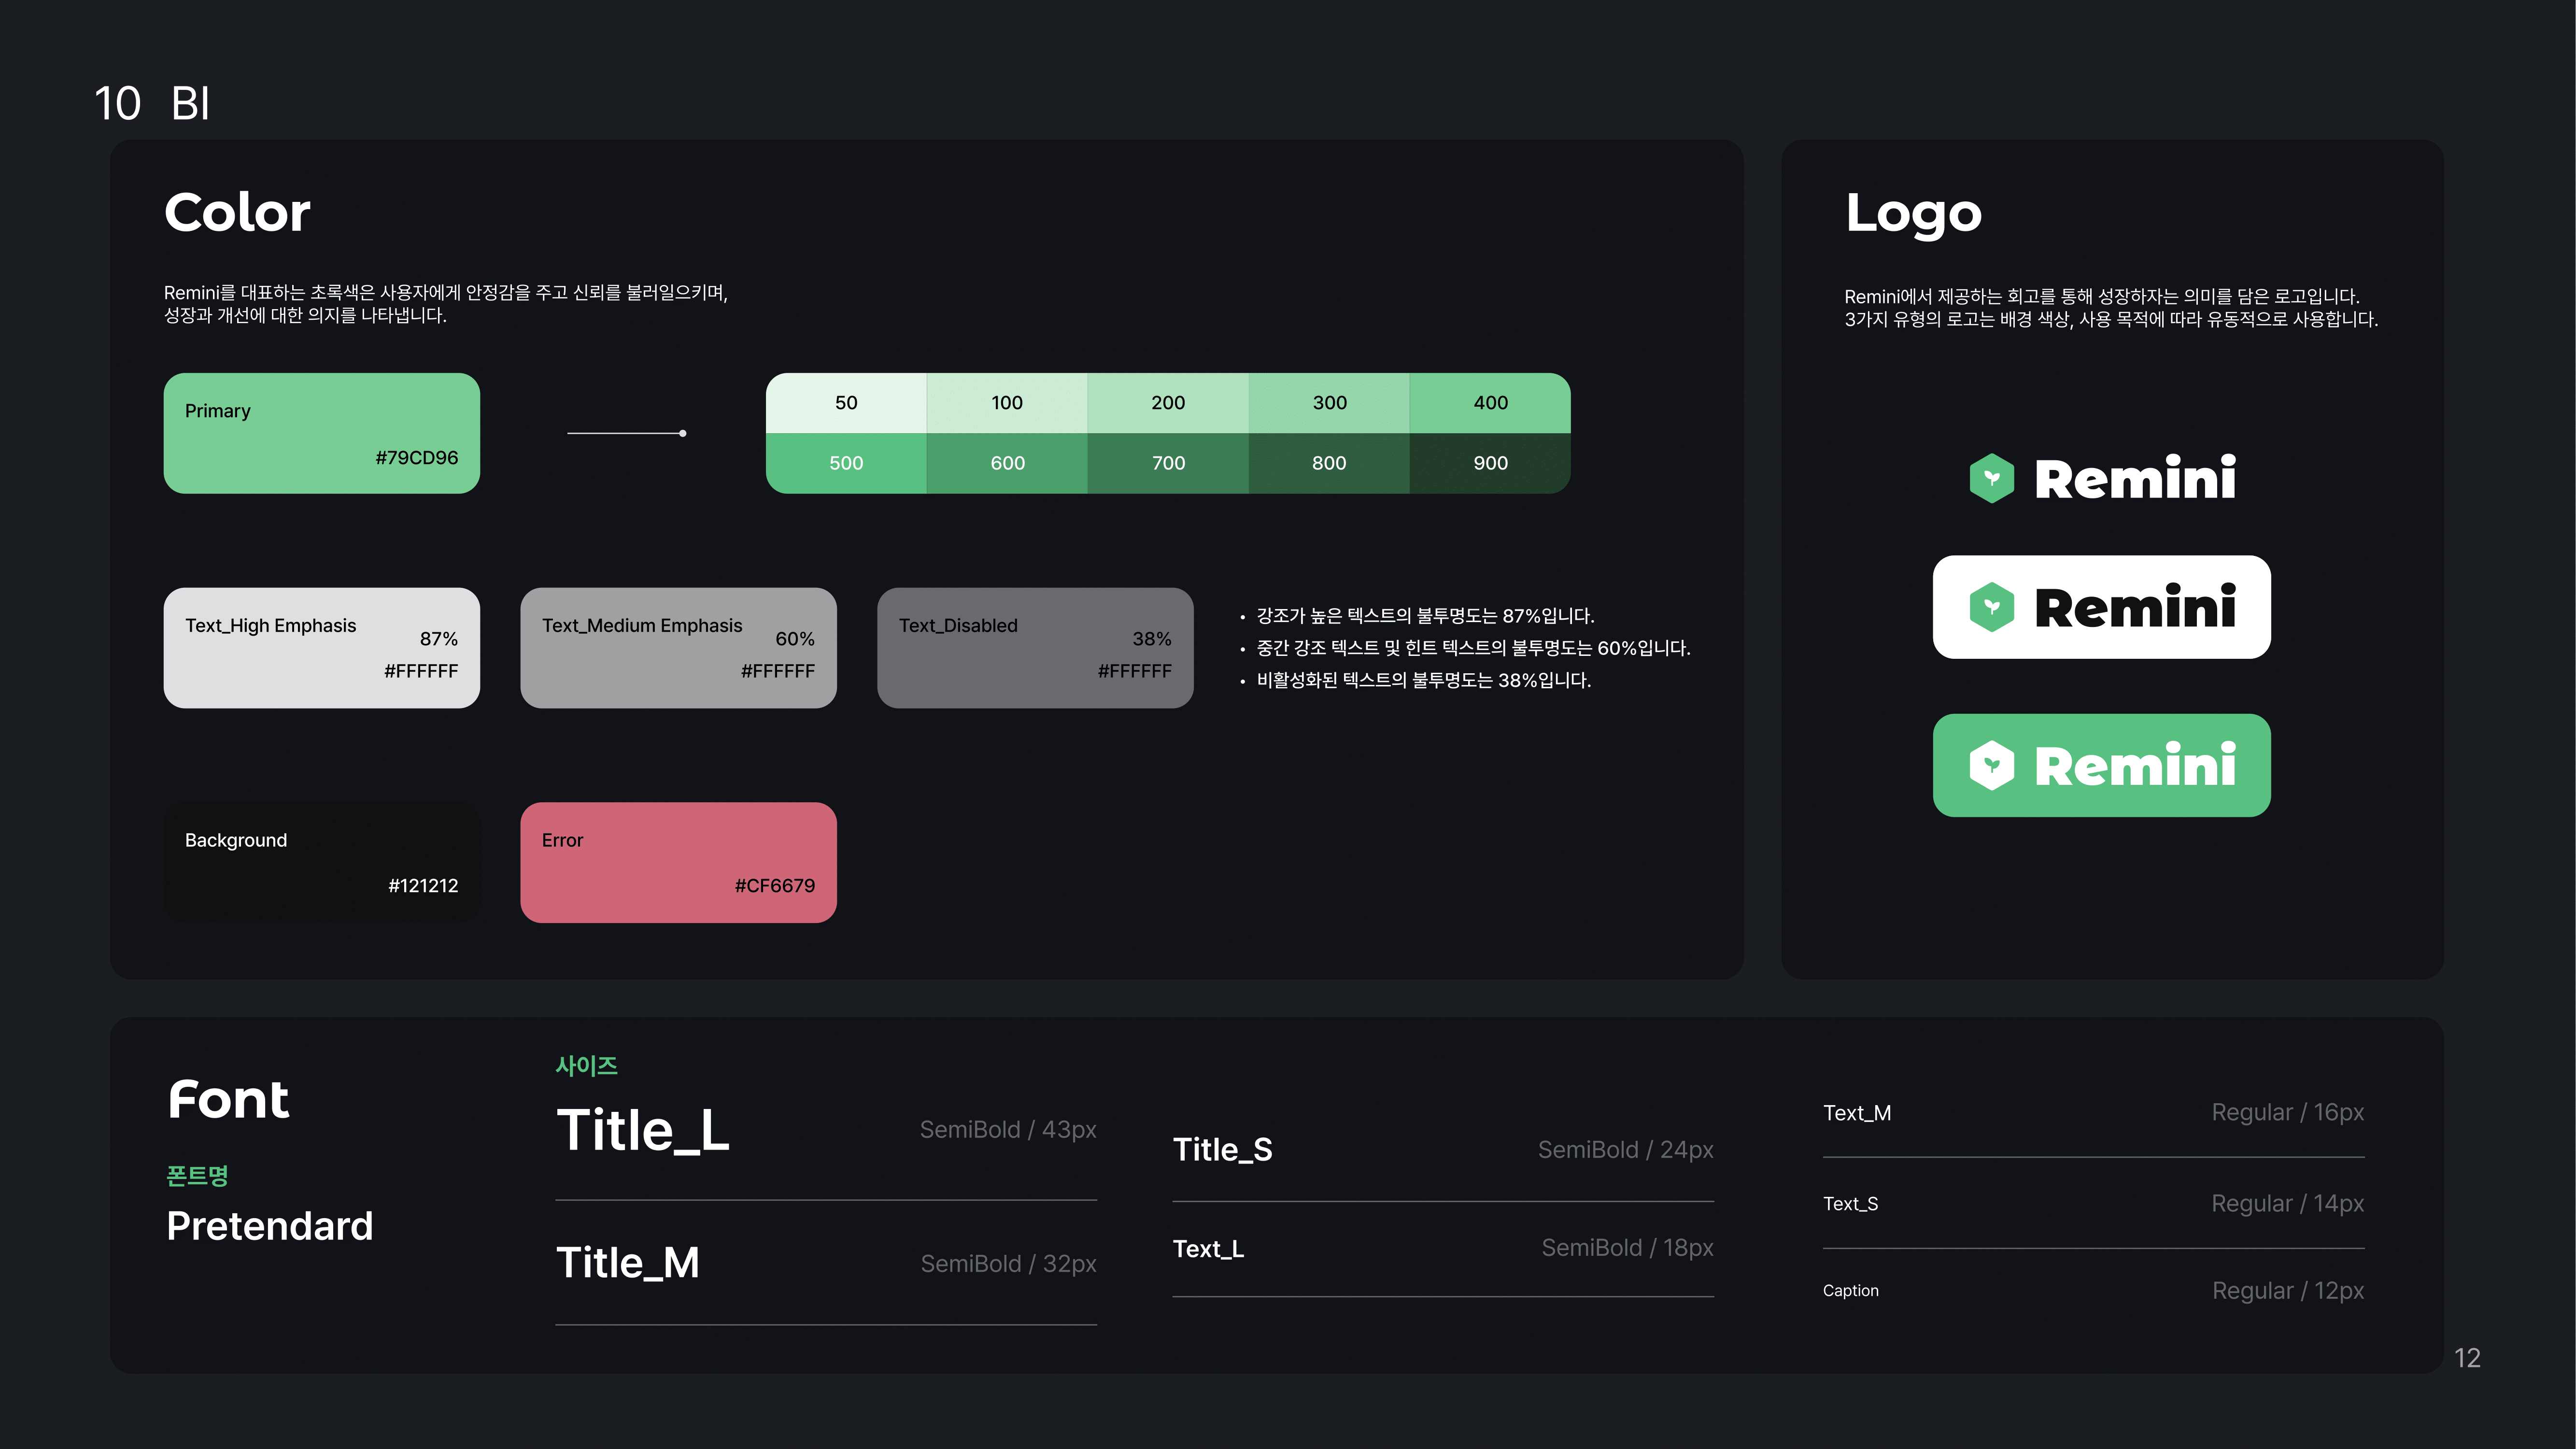 10 BI
Color
Remini를 대표하는 초록색은 사용자에게 안정감을 주고 신뢰를 불러일으키며,
성장과 개선에 대한 의지를 나타냅니다.
Primary
#79CD96
50 100 200 300 400
500 600 700 800 900
Text_High Emphasis
87%
#FFFFFF
Text_Medium Emphasis
60%
#FFFFFF
Text_Disabled
38%
#FFFFFF
• 강조가 높은 텍스트의 불투명도는 87%입니다.
• 중간 강조 텍스트 및 힌트 텍스트의 불투명도는 60%입니다.
• 비활성화된 텍스트의 불투명도는 38%입니다.
Background
#121212
Error
#CF6679
Logo
Remini에서 제공하는 회고를 통해 성장하자는 의미를 담은 로고입니다.
3가지 유형의 로고는 배경 색상, 사용 목적에 따라 유동적으로 사용합니다.
Remini
Remini
Remini
Font
폰트명
Pretendard
사이즈
Title_L SemiBold / 43px
Title_M SemiBold / 32px
Title_S SemiBold / 24px
Text_L SemiBold / 18px
Text_M Regular / 16px
Text_S Regular / 14px
Caption Regular / 12px
12